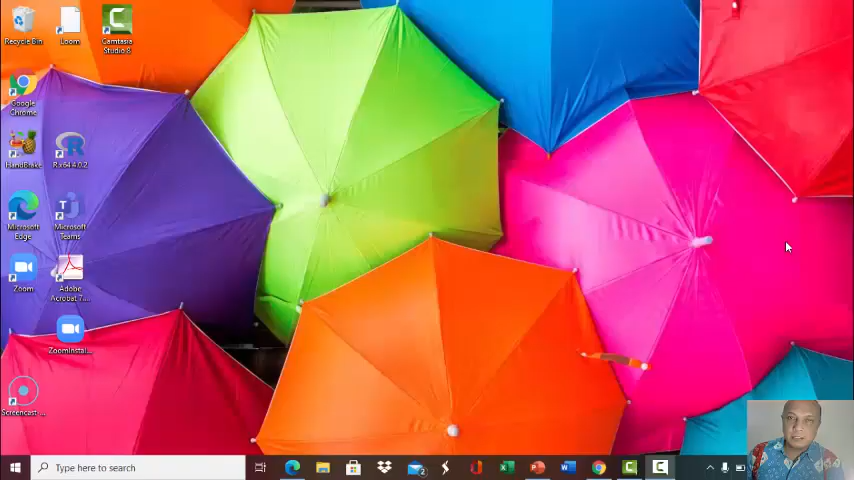 Recycle Bin
Loom
Camtasia
Studio 8
Google
Chrome
HandBrake
R x64 4.0.2
Microsoft
Edge
Microsoft
Teams
Zoom
Adobe
Acrobat 7....
ZoomInstal...
Screencast-...
Type here to search
2